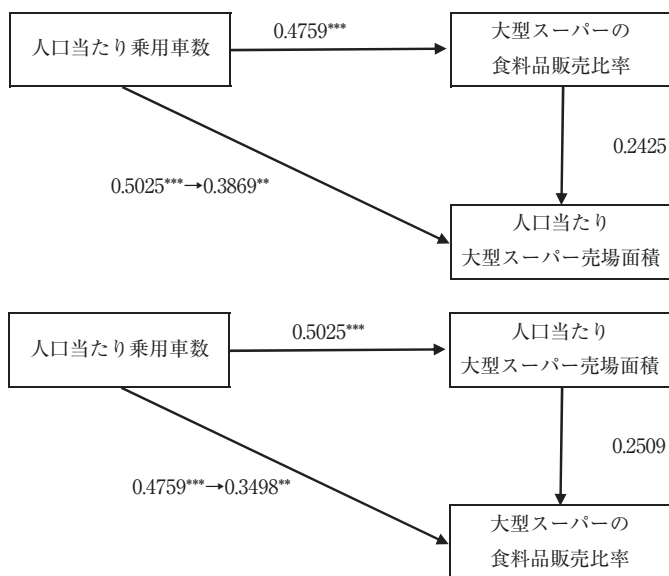 人口当たり乗用車数
0.4759***
大型スーパーの
食料品販売比率
0.2425
0.5025***→0.3869**
人口当たり
大型スーパー売場面積
人口当たり乗用車数
0.5025***
人口当たり
大型スーパー売場面積
0.2509
0.4759***→0.3498**
大型スーパーの
食料品販売比率